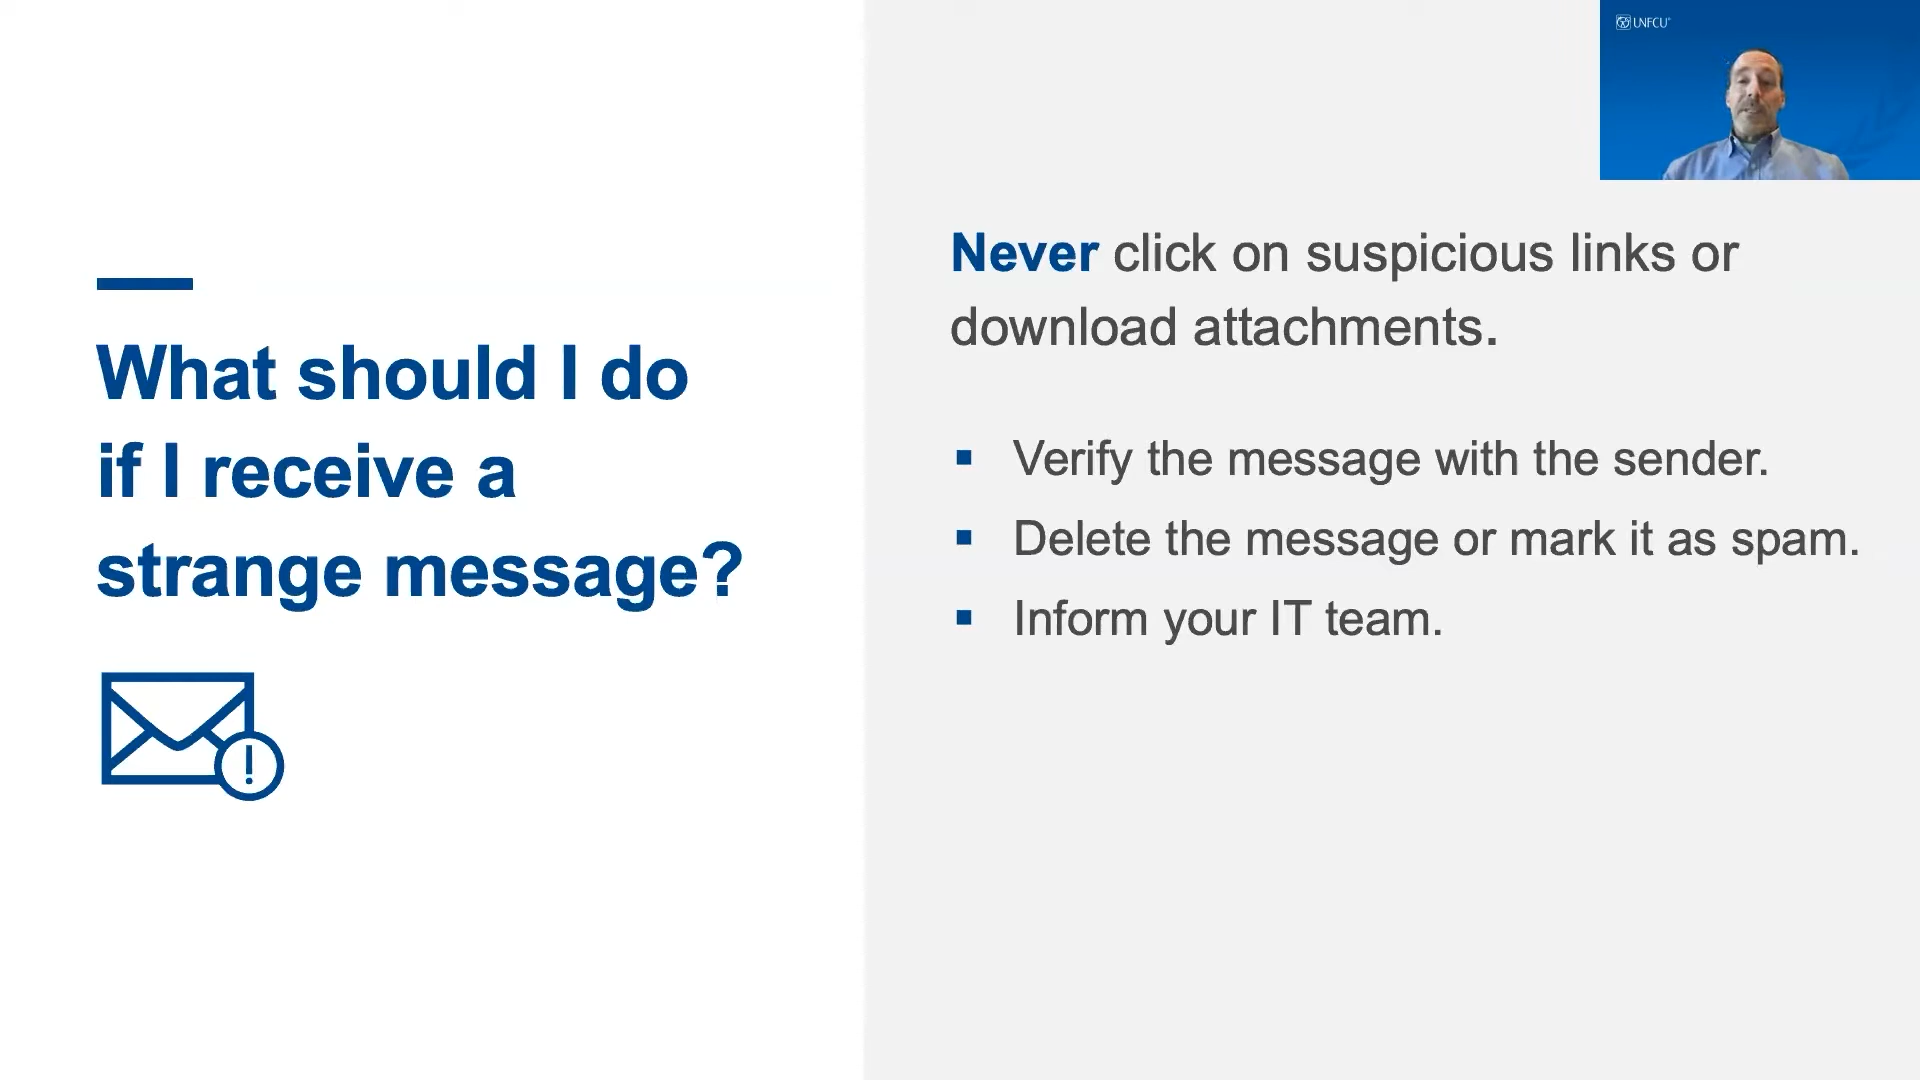 UNFCU
What should I do
if I receive a
strange message?
!
Never click on suspicious links or
download attachments.
▪ Verify the message with the sender.
▪ Delete the message or mark it as spam.
▪ Inform your IT team.